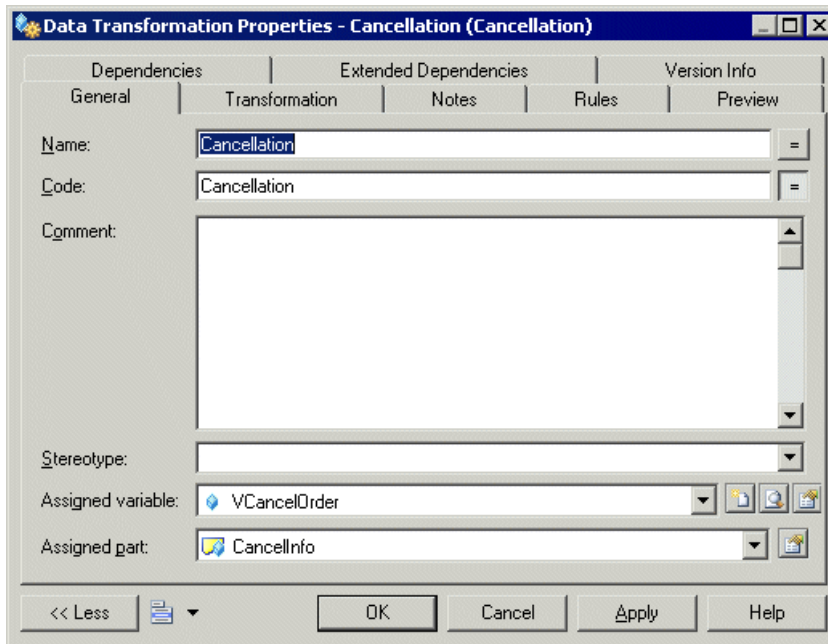 Data Transformation Properties - Cancellation (Cancellation)
Dependencies Extended Dependencies Version Info
General Transformation Notes Rules Preview
Name: Cancellation =
Code: Cancellation =
Comment:
Stereotype:
Assigned variable: VCancelOrder
Assigned part: CancelInfo
<< Less OK Cancel Apply Help